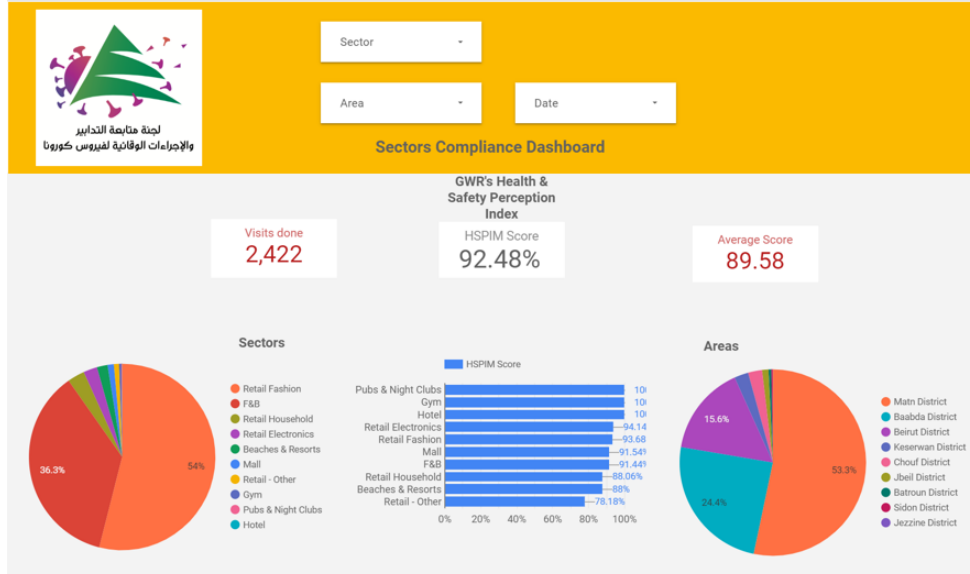 لجنة متابعة التدابير
والإجراءات الوقائية لفيروس كورونا
Sector
Area
Date
Sectors Compliance Dashboard
GWR's Health &
Safety Perception
Index
Visits done
2,422
HSPIM Score
92.48%
Average Score
89.58
Sectors
36.3%
54%
Retail Fashion
F&B
Retail Household
Retail Electronics
Beaches & Resorts
Mall
Retail - Other
Gym
Pubs & Night Clubs
Hotel
HSPIM Score
Pubs & Night Clubs 10
Gym 10
Hotel 10
Retail Electronics 94.14
Retail Fashion 93.68
Mall 91.54%
F&B 91.44%
Retail Household 88.06%
Beaches & Resorts 88%
Retail - Other 78.18%
0% 20% 40% 60% 80% 100%
Areas
15.6%
24.4%
53.3%
Matn District
Baabda District
Beirut District
Keserwan District
Chouf District
Jbeil District
Batroun District
Sidon District
Jezzine District